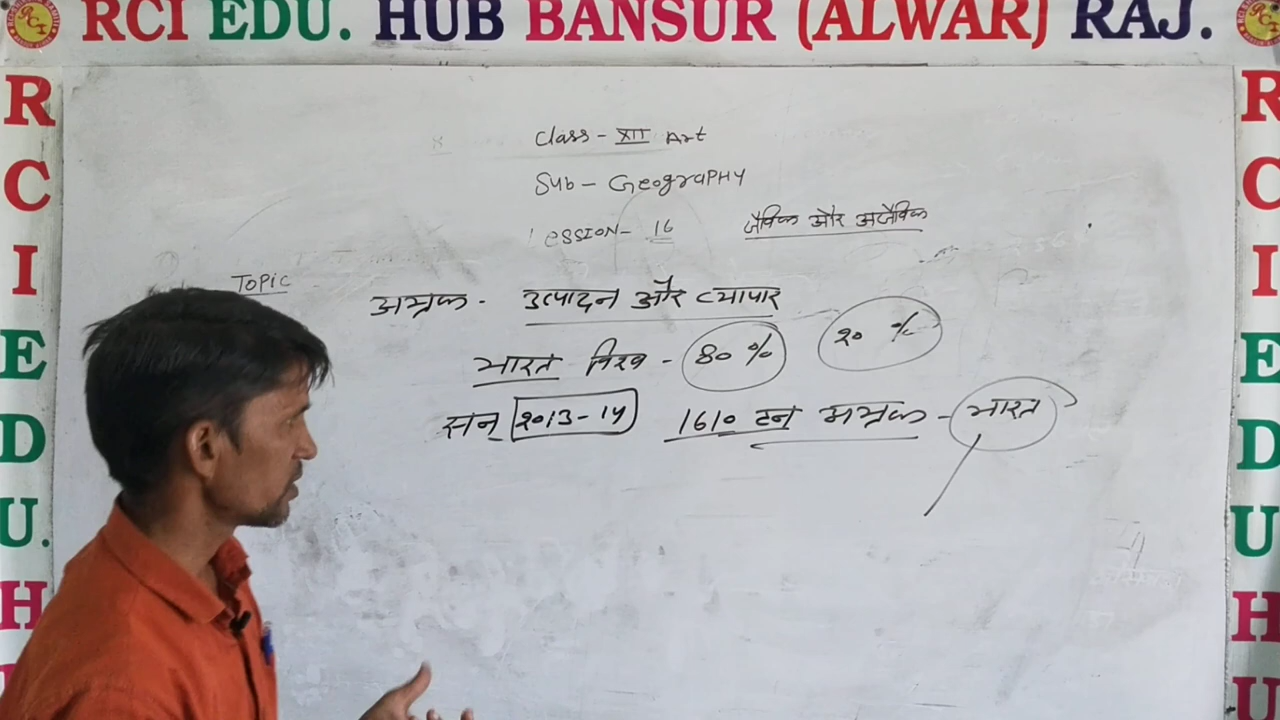 RCI EDU. HUB BANSUR (ALWAR) RAJ.
Class - XII Art
Sub - GeograPHY
LESSION - 16 जैविक और अजैविक
TOPIC
अभ्रक - उत्पादन और व्यापार
भारत विश्व - 80 % 20 %
सन् 2013-14 1610 टन अभ्रक - भारत
R
C
I
E
D
U.
H
R
C
I
E
D
U
H
U